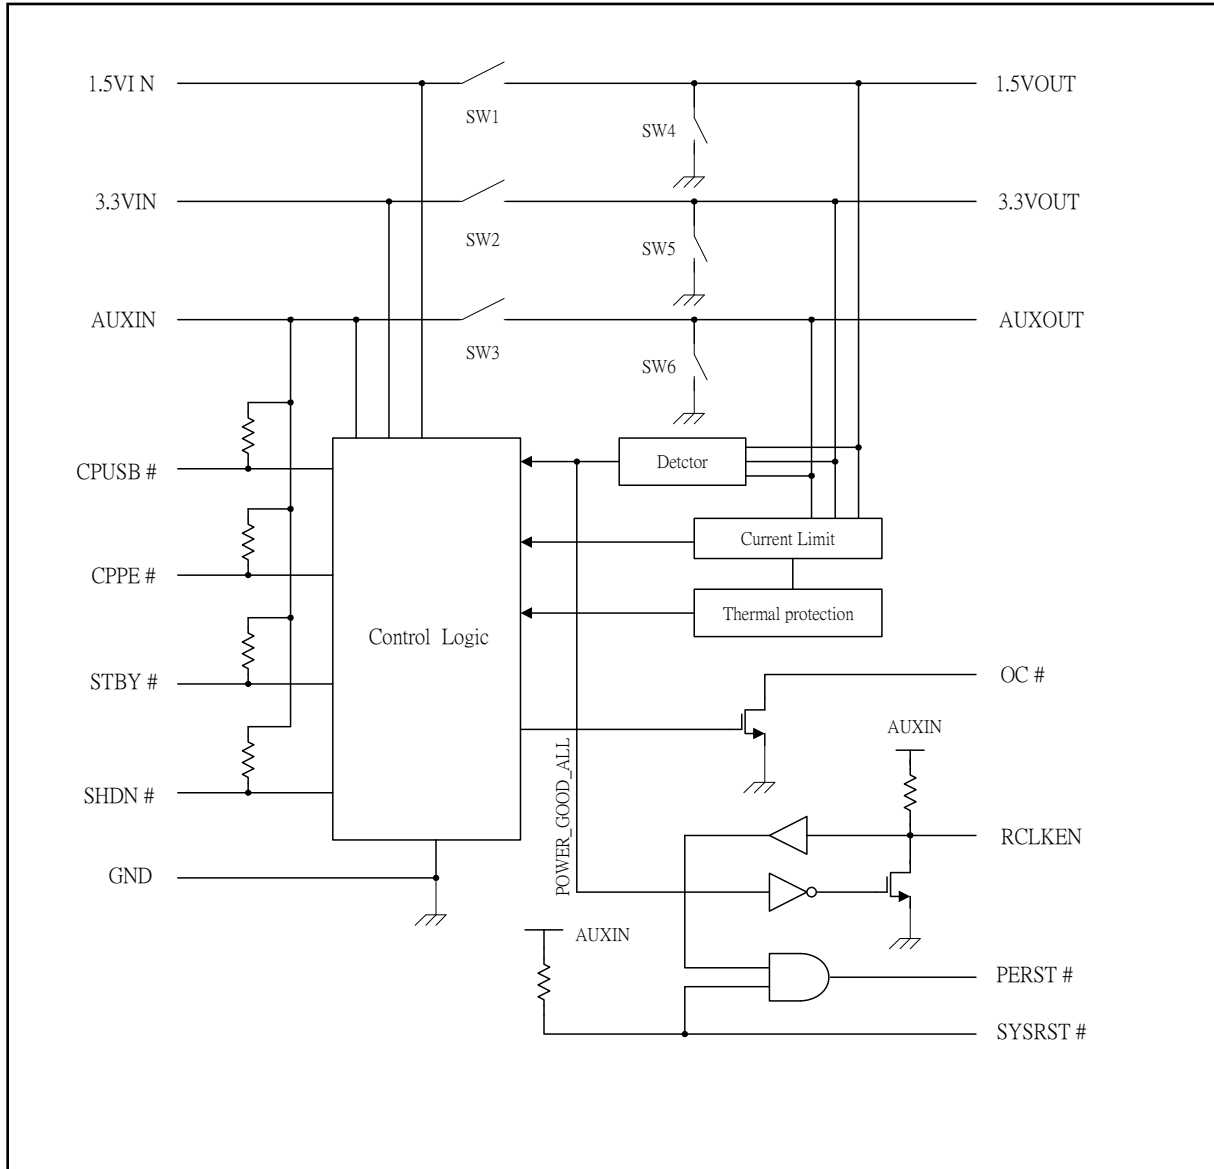 1.5VI N
1.5VOUT
SW1
SW4
3.3VIN
3.3VOUT
SW2
SW5
AUXIN
AUXOUT
SW3
SW6
CPUSB #
Detctor
Current Limit
CPPE #
Thermal protection
Control Logic
STBY #
OC #
AUXIN
POWER_GOOD_ALL
SHDN #
RCLKEN
GND
AUXIN
PERST #
SYSRST #